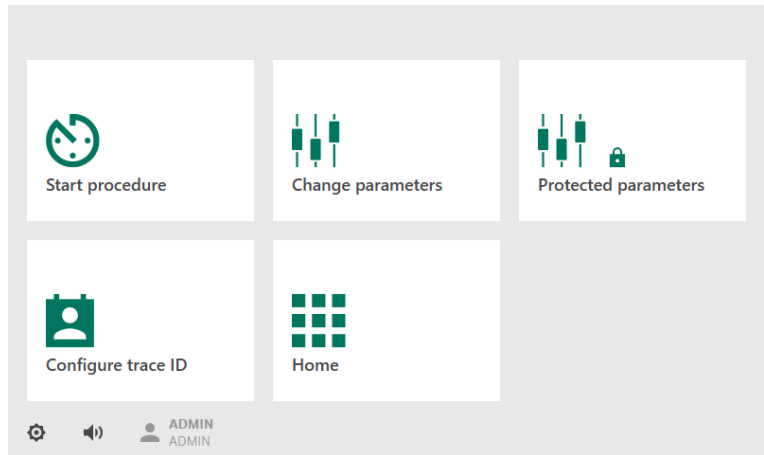 Start procedure
Change parameters
Protected parameters
Configure trace ID
Home
ADMIN
ADMIN